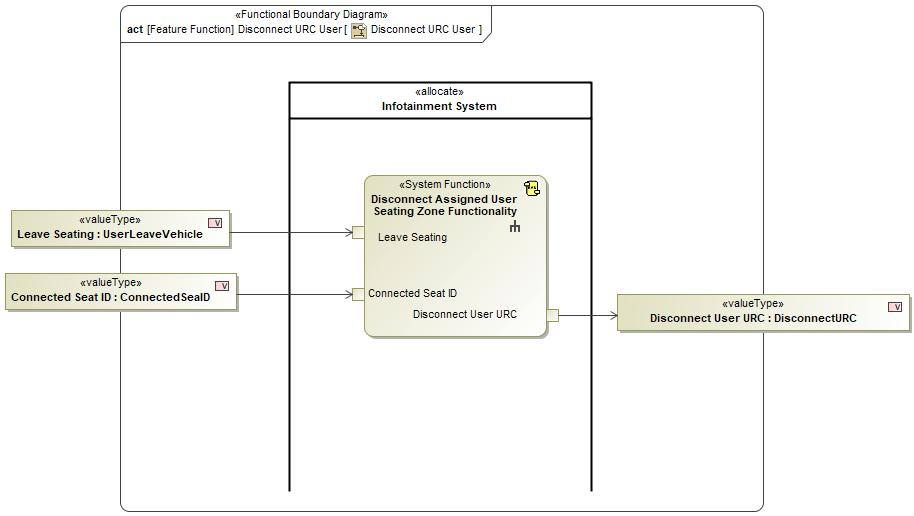 «Functional Boundary Diagram»
act [Feature Function] Disconnect URC User [ Disconnect URC User ]
«allocate»
Infotainment System
«System Function»
Disconnect Assigned User
Seating Zone Functionality
«valueType»
V
Leave Seating : UserLeaveVehicle
Leave Seating
«valueType»
V
Connected Seat ID : ConnectedSeaID
Connected Seat ID
Disconnect User URC
«valueType»
V
Disconnect User URC : DisconnectURC